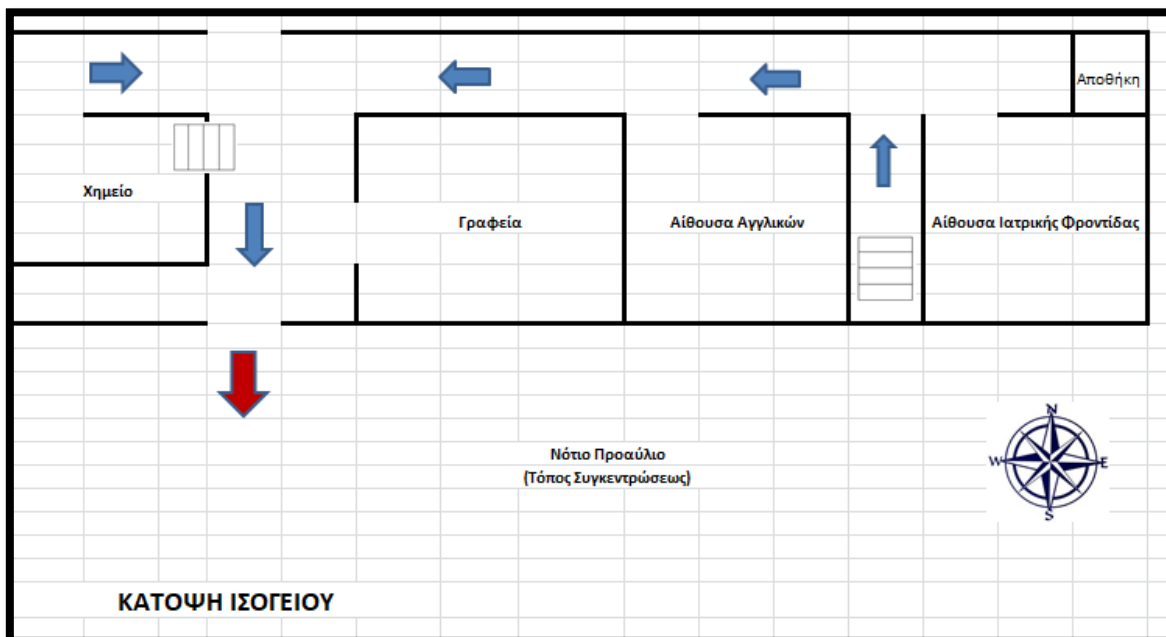 Αποθήκη
Χημείο
Γραφεία
Αίθουσα Αγγλικών
Αίθουσα Ιατρικής Φροντίδας
Νότιο Προαύλιο
(Τόπος Συγκεντρώσεως)
N
W
E
S
ΚΑΤΟΨΗ ΙΣΟΓΕΙΟΥ